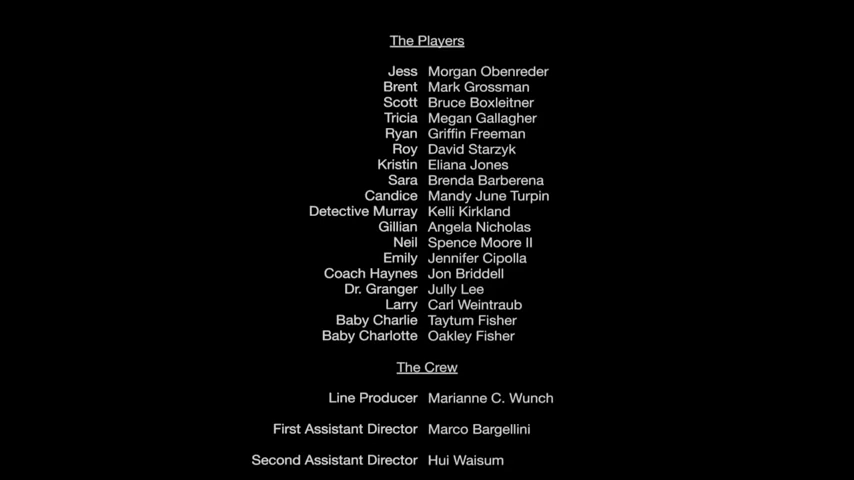 The Players
Jess Morgan Obenreder
Brent Mark Grossman
Scott Bruce Boxleitner
Tricia Megan Gallagher
Ryan Griffin Freeman
Roy David Starzyk
Kristin Eliana Jones
Sara Brenda Barberena
Candice Mandy June Turpin
Detective Murray Kelli Kirkland
Gillian Angela Nicholas
Neil Spence Moore II
Emily Jennifer Cipolla
Coach Haynes Jon Briddell
Dr. Granger Jully Lee
Larry Carl Weintraub
Baby Charlie Taytum Fisher
Baby Charlotte Oakley Fisher
The Crew
Line Producer Marianne C. Wunch
First Assistant Director Marco Bargellini
Second Assistant Director Hui Waisum